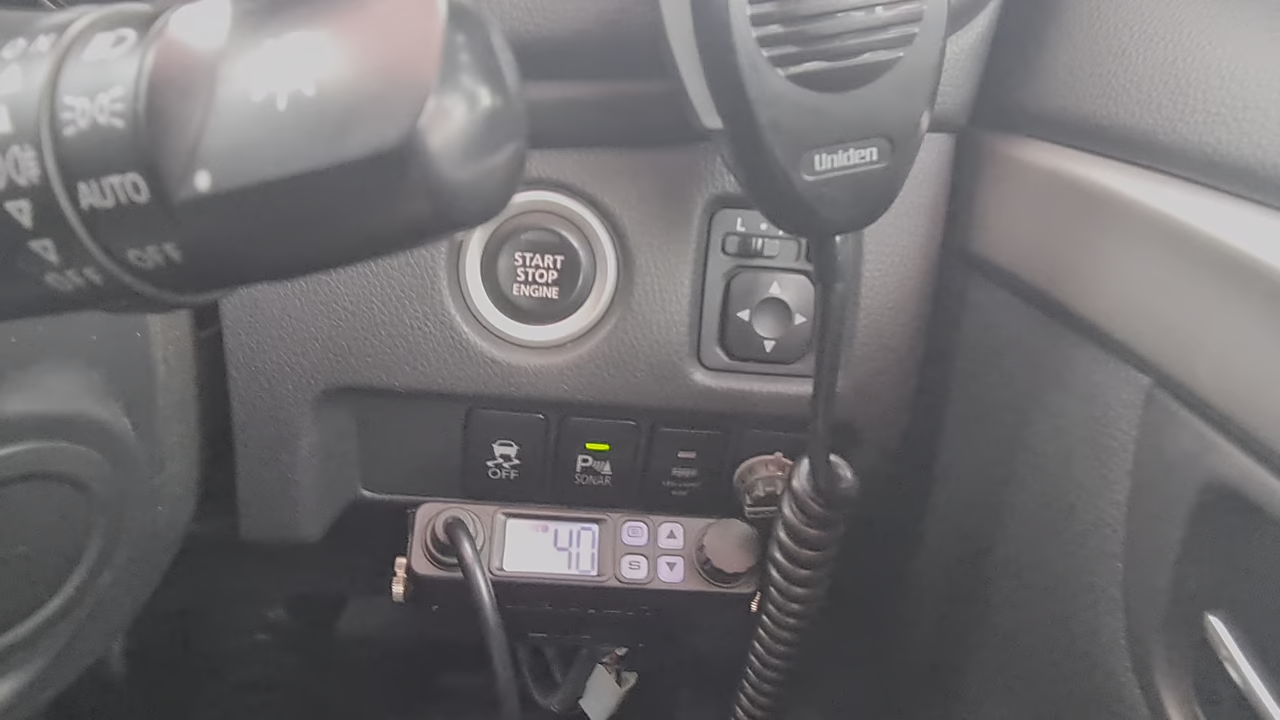 AUTO
OFF
OFF
Uniden
START
STOP
ENGINE
L
OFF
P
SONAR
40
S